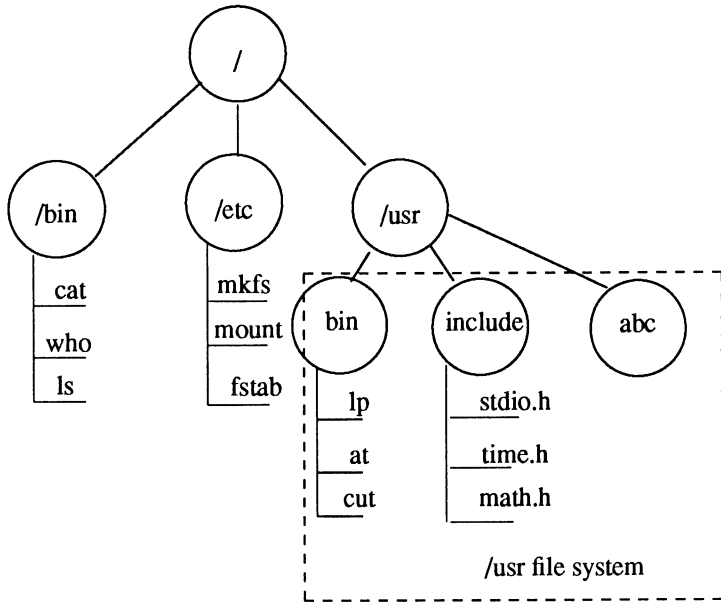 /
/bin
/etc
/usr
cat
who
ls
mkfs
mount
fstab
bin
include
abc
lp
at
cut
stdio.h
time.h
math.h
/usr file system